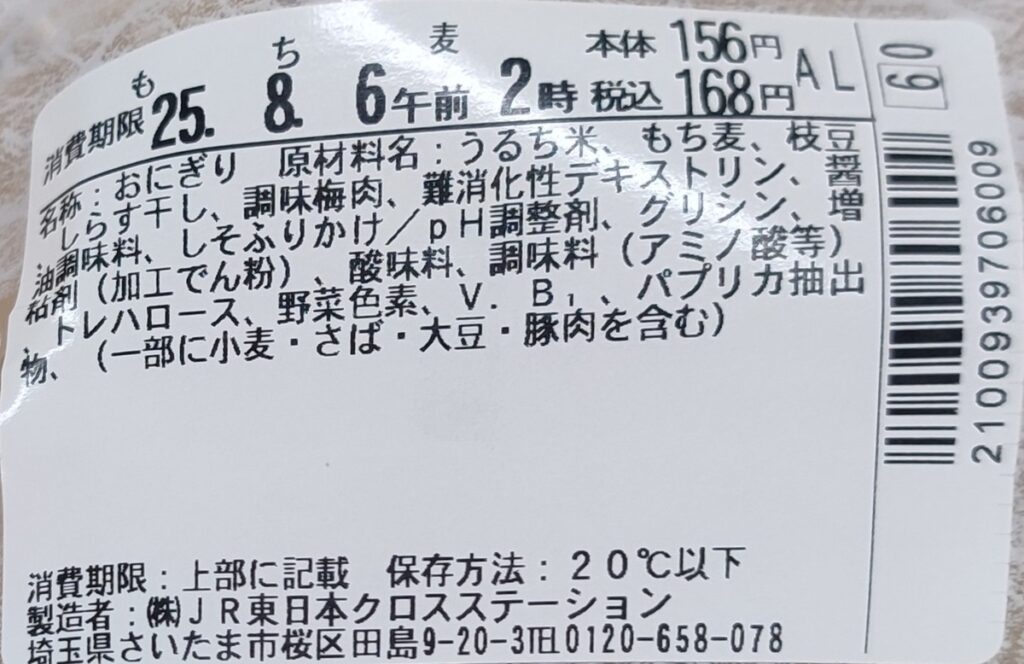 もち麦 本体 156円 AL 60
消費期限 25. 8. 6 午前 2時 税込 168円
名称：おにぎり 原材料名：うるち米、もち麦、枝豆
しらす干し、調味梅肉、難消化性デキストリン、醤
油調味料、しそふりかけ／ｐＨ調整剤、グリシン、増
粘剤（加工でん粉）、酸味料、調味料（アミノ酸等）
トレハロース、野菜色素、Ｖ．Ｂ₁、パプリカ抽出
物、（一部に小麦・さば・大豆・豚肉を含む）
消費期限：上部に記載 保存方法：２０℃以下
製造者：㈱ＪＲ東日本クロスステーション
埼玉県さいたま市桜区田島9-20-3℡0120-658-078
2100939706009